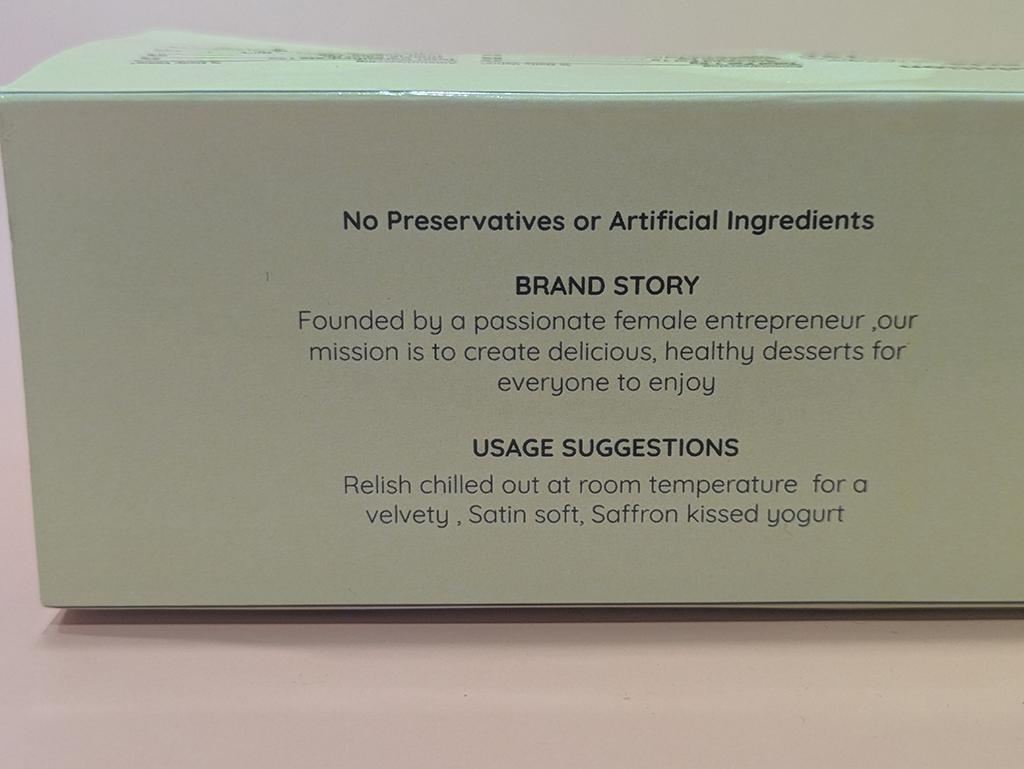 No Preservatives or Artificial Ingredients
BRAND STORY
Founded by a passionate female entrepreneur ,our
mission is to create delicious, healthy desserts for
everyone to enjoy
USAGE SUGGESTIONS
Relish chilled out at room temperature for a
velvety , Satin soft, Saffron kissed yogurt